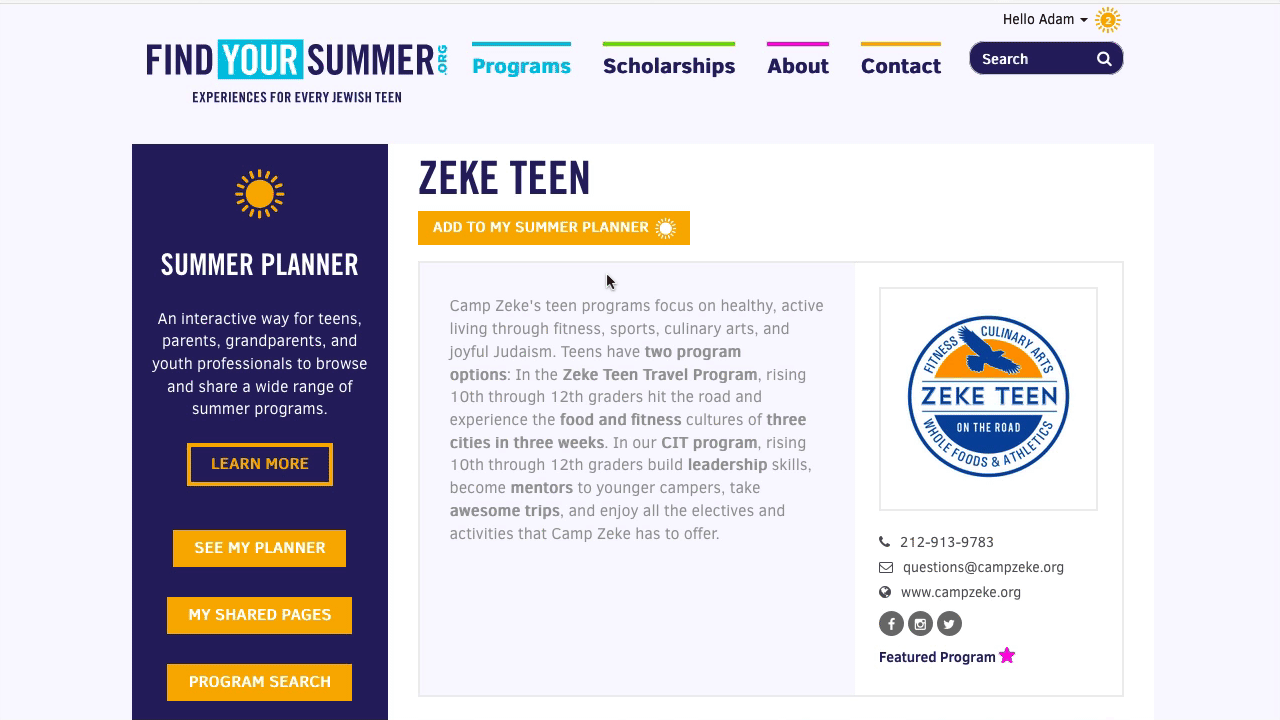 Hello Adam
2
FIND YOUR SUMMER .ORG
EXPERIENCES FOR EVERY JEWISH TEEN
Programs
Scholarships
About
Contact
Search
SUMMER PLANNER
An interactive way for teens,
parents, grandparents, and
youth professionals to browse
and share a wide range of
summer programs.
LEARN MORE
SEE MY PLANNER
MY SHARED PAGES
PROGRAM SEARCH
ZEKE TEEN
ADD TO MY SUMMER PLANNER
Camp Zeke's teen programs focus on healthy, active
living through fitness, sports, culinary arts, and
joyful Judaism. Teens have two program
options: In the Zeke Teen Travel Program, rising
10th through 12th graders hit the road and
experience the food and fitness cultures of three
cities in three weeks. In our CIT program, rising
10th through 12th graders build leadership skills,
become mentors to younger campers, take
awesome trips, and enjoy all the electives and
activities that Camp Zeke has to offer.
FITNESS CULINARY ARTS
ZEKE TEEN
ON THE ROAD
WHOLE FOODS & ATHLETICS
212-913-9783
questions@campzeke.org
www.campzeke.org
Featured Program